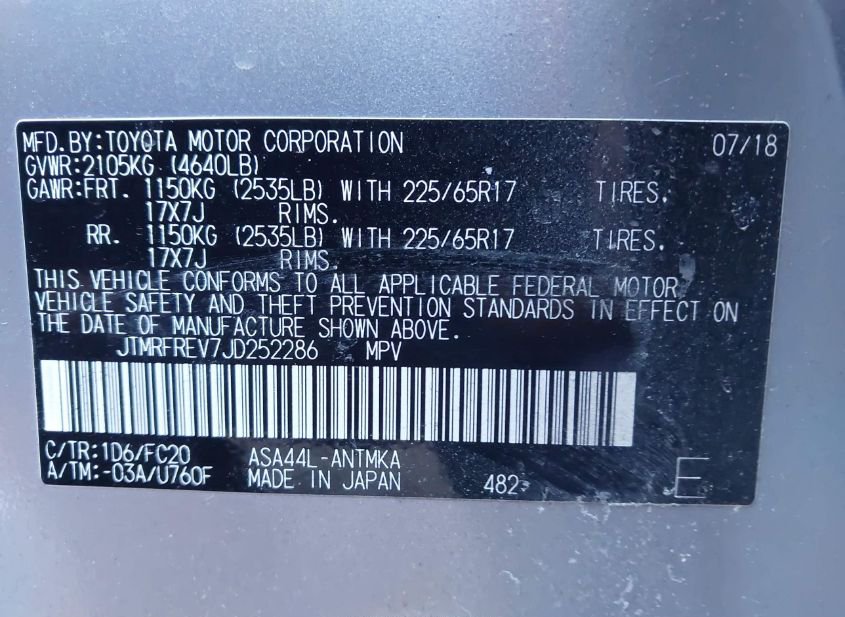 MFD.BY:TOYOTA MOTOR CORPORATION 07/18
GVWR:2105KG (4640LB)
GAWR:FRT. 1150KG (2535LB) WITH 225/65R17 TIRES.
17X7J RIMS.
RR. 1150KG (2535LB) WITH 225/65R17 TIRES.
17X7J RIMS.
THIS VEHICLE CONFORMS TO ALL APPLICABLE FEDERAL MOTOR
VEHICLE SAFETY AND THEFT PREVENTION STANDARDS IN EFFECT ON
THE DATE OF MANUFACTURE SHOWN ABOVE.
JTMRFREV7JD252286 MPV
C/TR:1D6/FC20 ASA44L-ANTMKA
A/TM:-03A/U760F MADE IN JAPAN 482 E